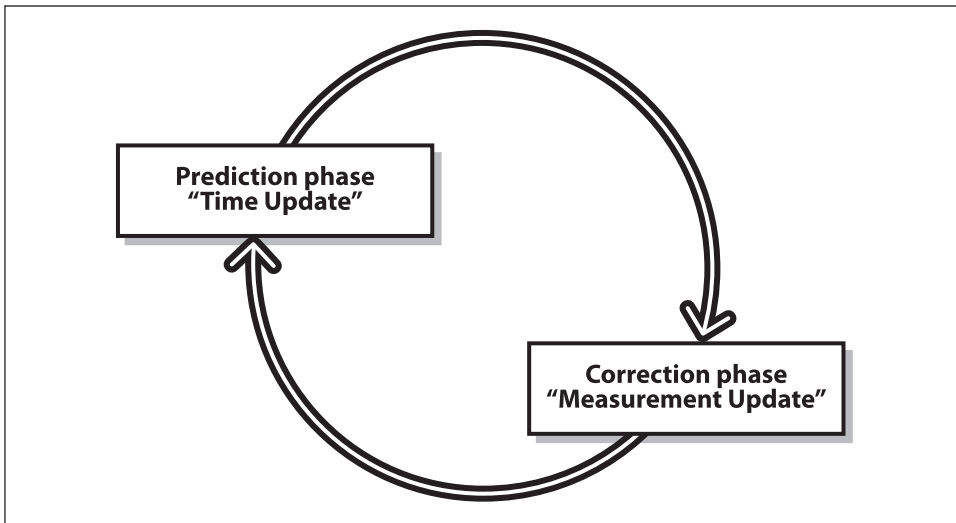 Prediction phase
“Time Update”
Correction phase
“Measurement Update”